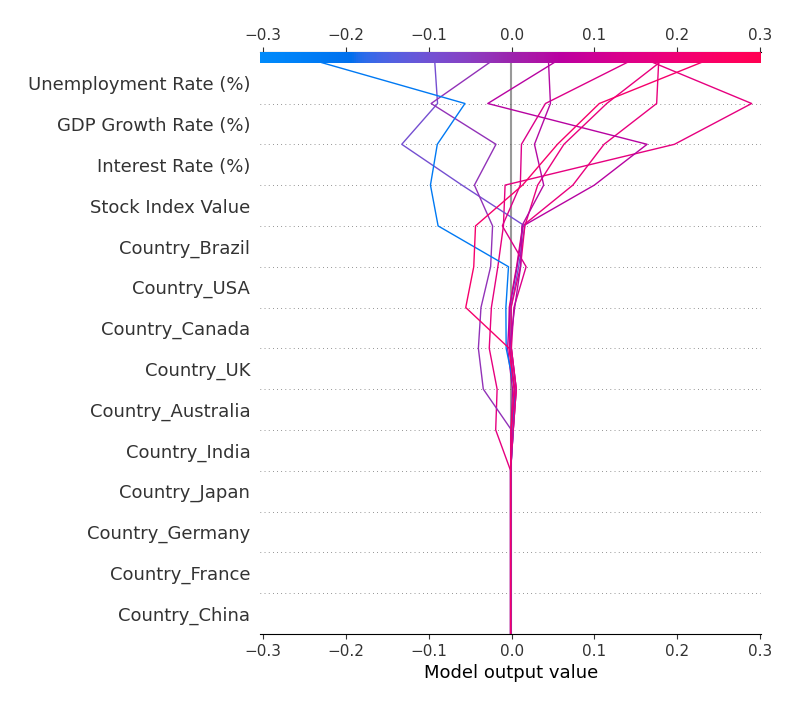 −0.3 −0.2 −0.1 0.0 0.1 0.2 0.3
Unemployment Rate (%)
GDP Growth Rate (%)
Interest Rate (%)
Stock Index Value
Country_Brazil
Country_USA
Country_Canada
Country_UK
Country_Australia
Country_India
Country_Japan
Country_Germany
Country_France
Country_China
−0.3 −0.2 −0.1 0.0 0.1 0.2 0.3
Model output value